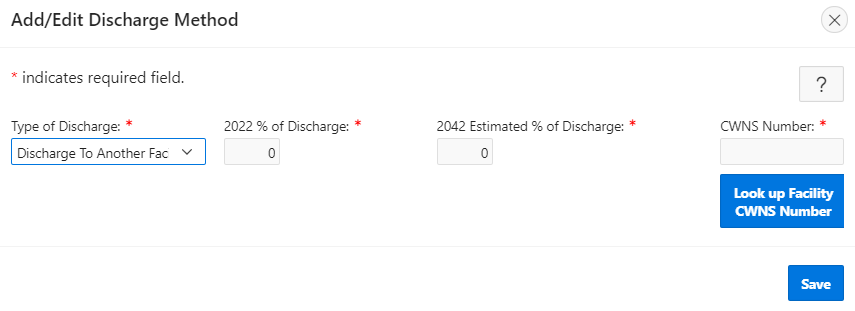 Add/Edit Discharge Method
* indicates required field.
?
Type of Discharge: *
2022 % of Discharge: *
2042 Estimated % of Discharge: *
CWNS Number: *
Discharge To Another Fac
0
0
Look up Facility
CWNS Number
Save